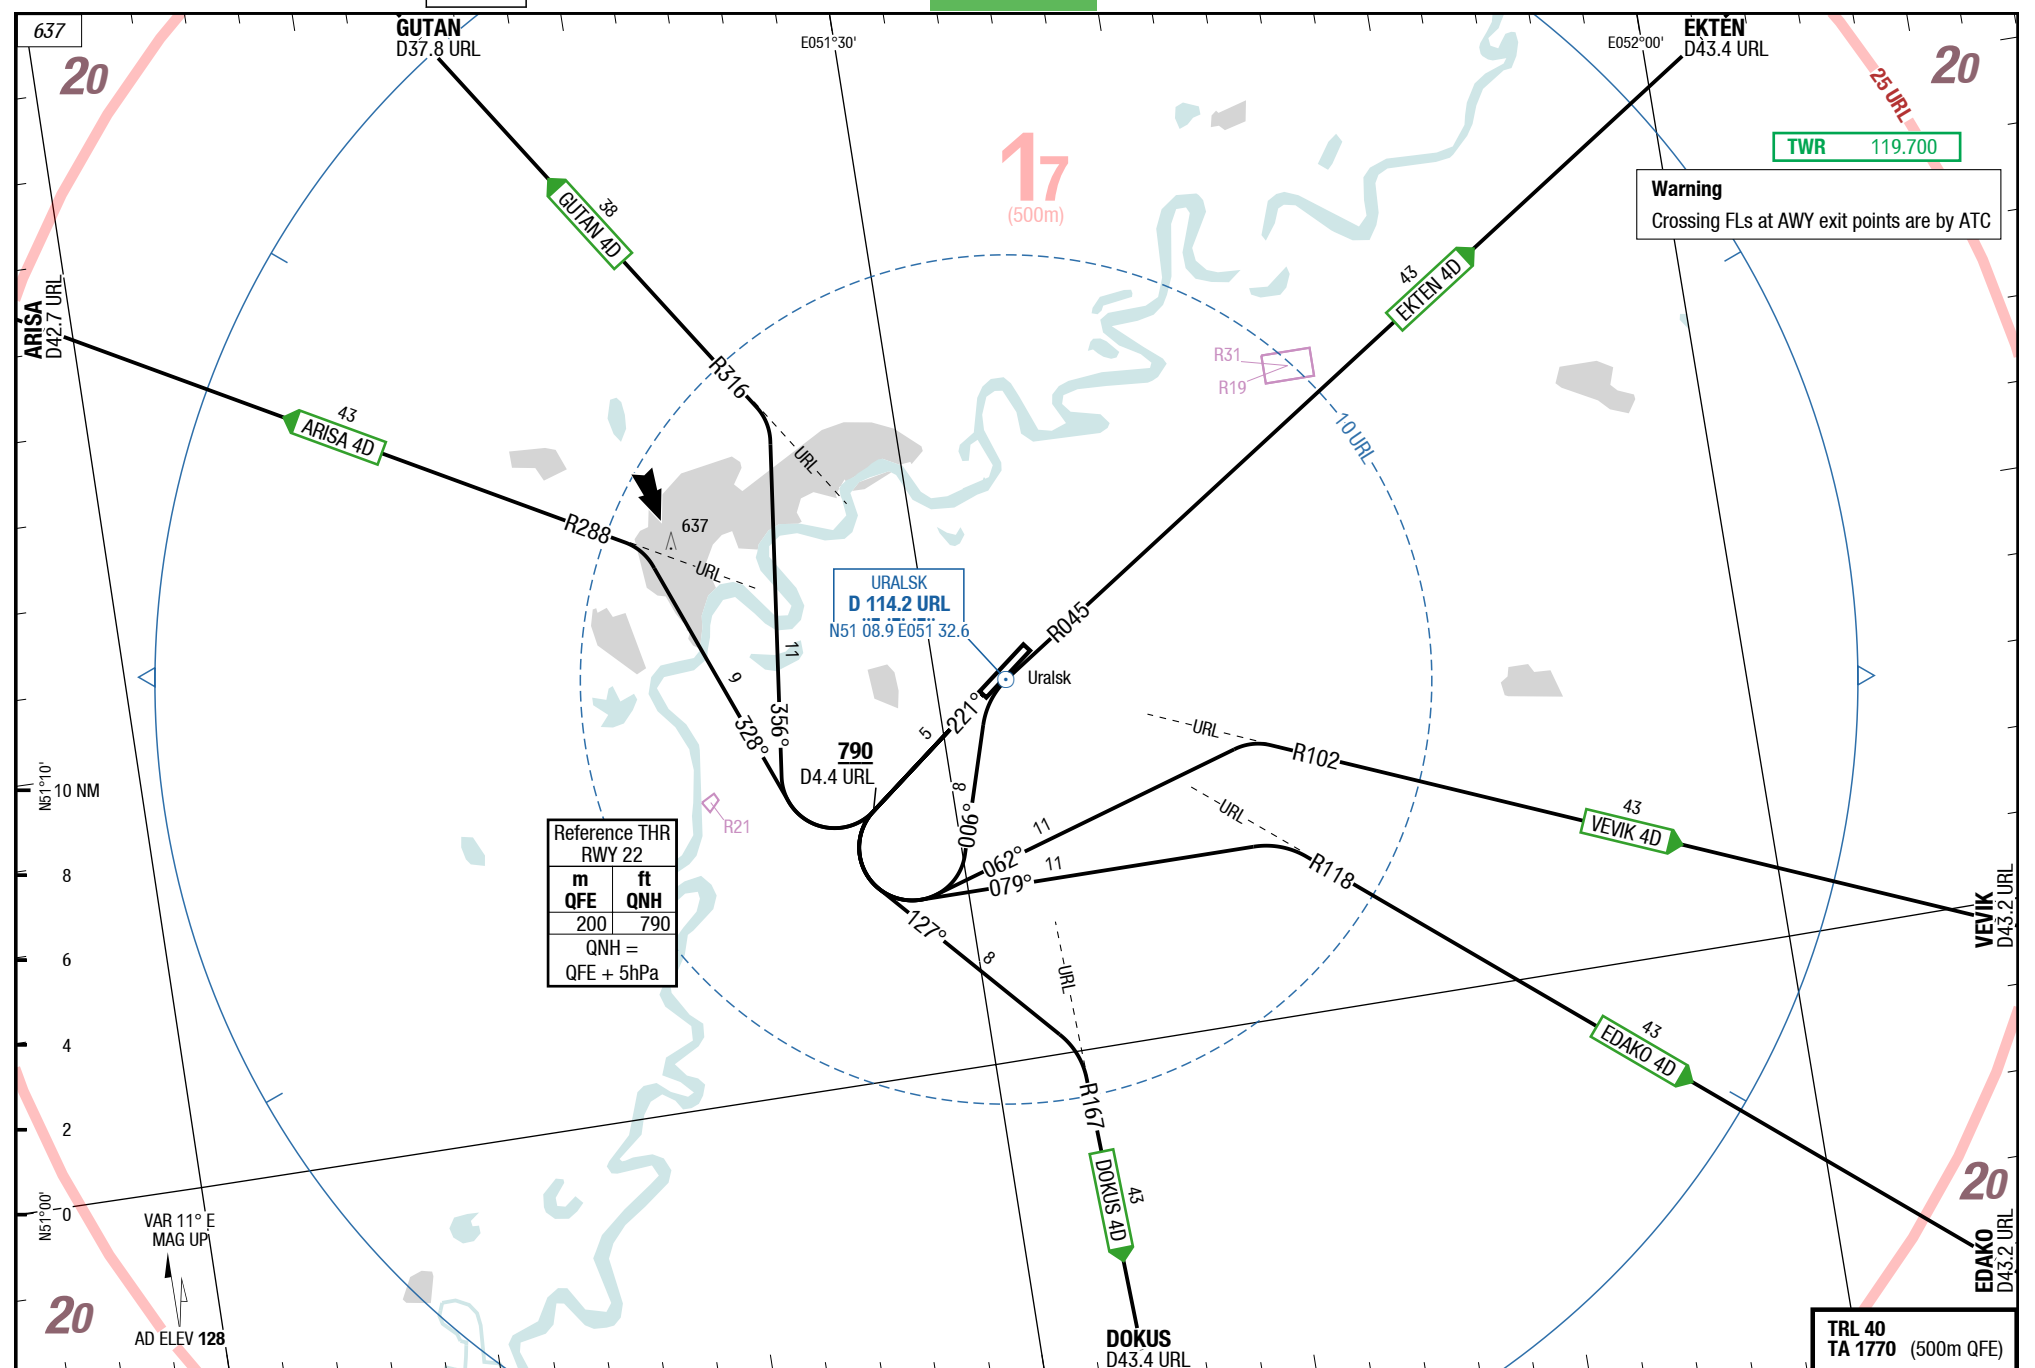 637
GUTAN
D37.8 URL
E051°30'
E052°00'
EKTEN
D43.4 URL
20
20
25 URL
17
(500m)
TWR 119.700
Warning
Crossing FLs at AWY exit points are by ATC
38
GUTAN 4D
43
EKTEN 4D
ARISA
D42.7 URL
R31
R19
10 URL
R316
43
ARISA 4D
URL
R288
637
URL
URALSK
D 114.2 URL
N51 08.9 E051 32.6
R045
Uralsk
11
9
356°
328°
221°
5
790
D4.4 URL
8
006°
URL
R102
URL
43
VEVIK 4D
11
062°
11
079°
R118
R21
N51°10'
10 NM
8
6
4
2
0
Reference THR
RWY 22
m ft
QFE QNH
200 790
QNH =
QFE + 5hPa
127°
8
URL
VEVIK
D43.2 URL
43
EDAKO 4D
R167
43
DOKUS 4D
N51°00'
VAR 11° E
MAG UP
AD ELEV 128
20
20
EDAKO
D43.2 URL
DOKUS
D43.4 URL
TRL 40
TA 1770 (500m QFE)